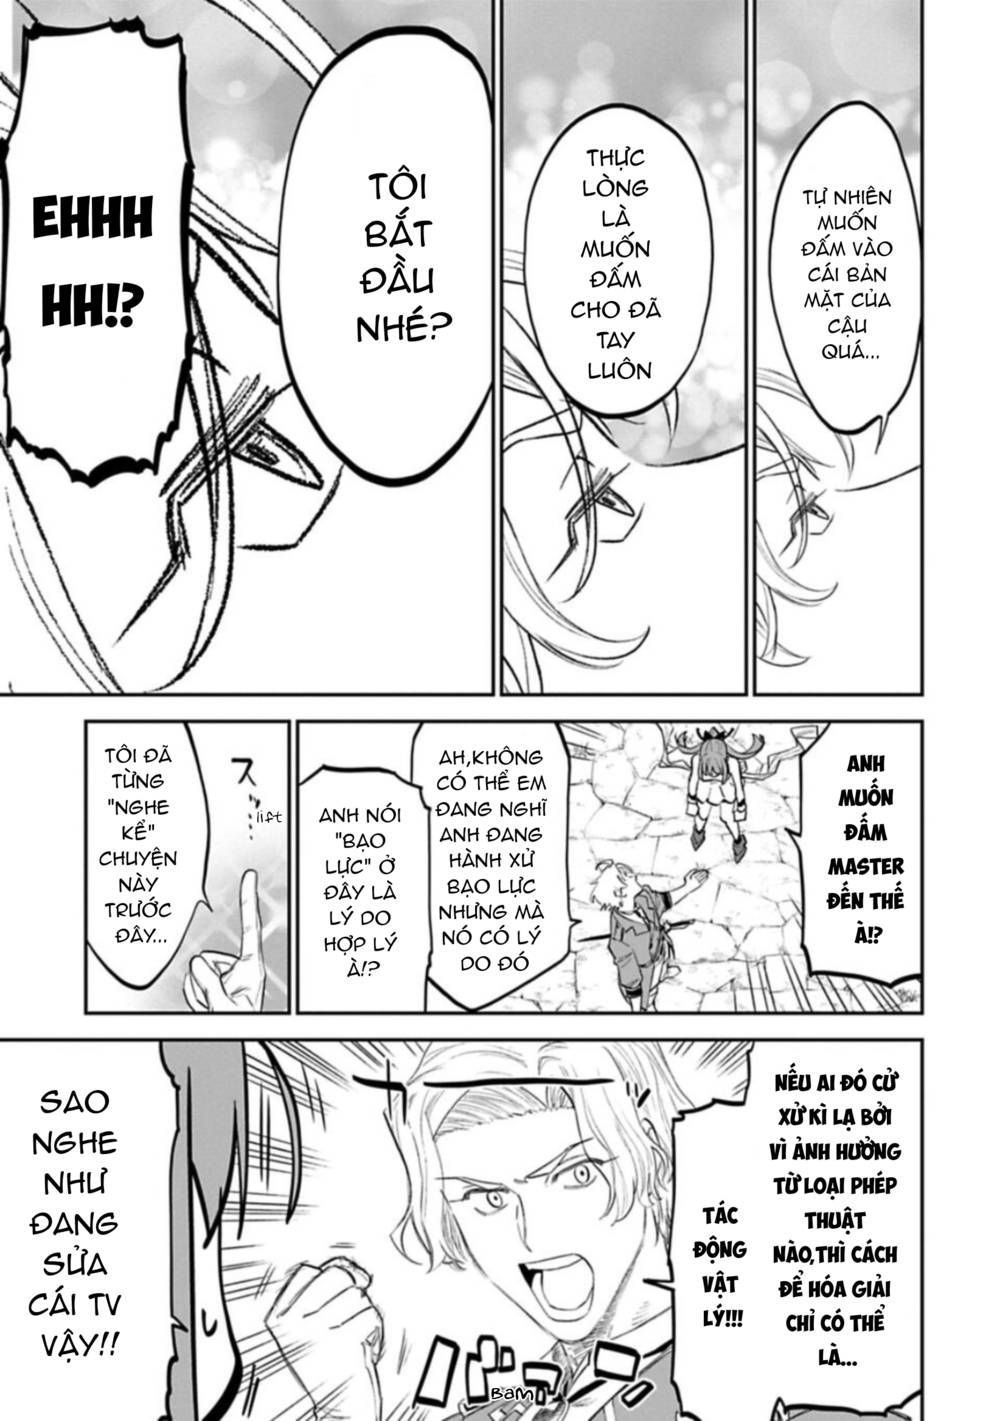 TỰ NHIÊN
MUỐN
ĐẤM VÀO
CÁI BẢN
MẶT CỦA
CẬU
QUÁ...
THỰC
LÒNG
LÀ
MUỐN
ĐẤM
CHO ĐÃ
TAY
LUÔN
TÔI
BẮT
ĐẦU
NHÉ?
EHHH
HH!?
ANH
MUỐN
ĐẤM
MASTER
ĐẾN THẾ
À!?
AH,KHÔNG
CÓ THỂ EM
ĐANG NGHĨ
ANH ĐANG
HÀNH XỬ
BẠO LỰC
NHƯNG MÀ
NÓ CÓ LÝ
DO ĐÓ
ANH NÓI
"BẠO
LỰC" Ở
ĐÂY LÀ
LÝ DO
HỢP LÝ
À!?
スッ...
lift
TÔI ĐÃ
TỪNG
"NGHE
KỂ"
CHUYỆN
NÀY
TRƯỚC
ĐÂY...
NẾU AI ĐÓ CỬ
XỬ KÌ LẠ BỞI
VÌ ẢNH HƯỞNG
TỪ LOẠI PHÉP
THUẬT
NÀO,THÌ CÁCH
ĐỂ HÓA GIẢI
CHỈ CÓ THỂ
LÀ...
TÁC
ĐỘNG
VẬT
LÝ!!!
BAM
SAO
NGHE
NHƯ
ĐANG
SỬA
CÁI TV
VẬY!!